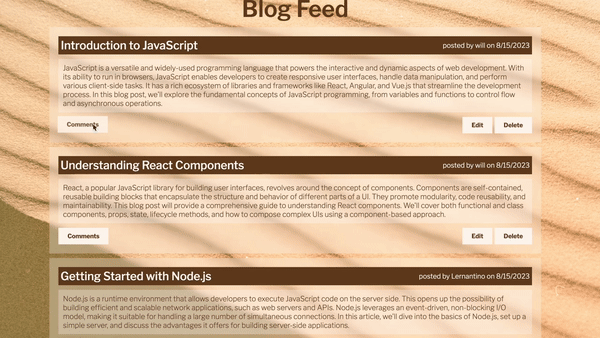 Blog Feed
Introduction to JavaScript posted by will on 8/15/2023
JavaScript is a versatile and widely-used programming language that powers the interactive and dynamic aspects of web development. With
its ability to run in browsers, JavaScript enables developers to create responsive user interfaces, handle data manipulation, and perform
various client-side tasks. It has a rich ecosystem of libraries and frameworks like React, Angular, and Vue.js that streamline the development
process. In this blog post, we'll explore the fundamental concepts of JavaScript programming, from variables and functions to control flow
and asynchronous operations.
Comments Edit Delete
Understanding React Components posted by will on 8/15/2023
React, a popular JavaScript library for building user interfaces, revolves around the concept of components. Components are self-contained,
reusable building blocks that encapsulate the structure and behavior of different parts of a UI. They promote modularity, code reusability, and
maintainability. This blog post will provide a comprehensive guide to understanding React components. We'll cover both functional and class
components, props, state, lifecycle methods, and how to compose complex UIs using a component-based approach.
Comments Edit Delete
Getting Started with Node.js posted by Lernantino on 8/15/2023
Node.js is a runtime environment that allows developers to execute JavaScript code on the server side. This opens up the possibility of
building efficient and scalable network applications, such as web servers and APIs. Node.js leverages an event-driven, non-blocking I/O
model, making it suitable for handling a large number of simultaneous connections. In this article, we'll dive into the basics of Node.js, set up a
simple server, and discuss the advantages it offers for building server-side applications.